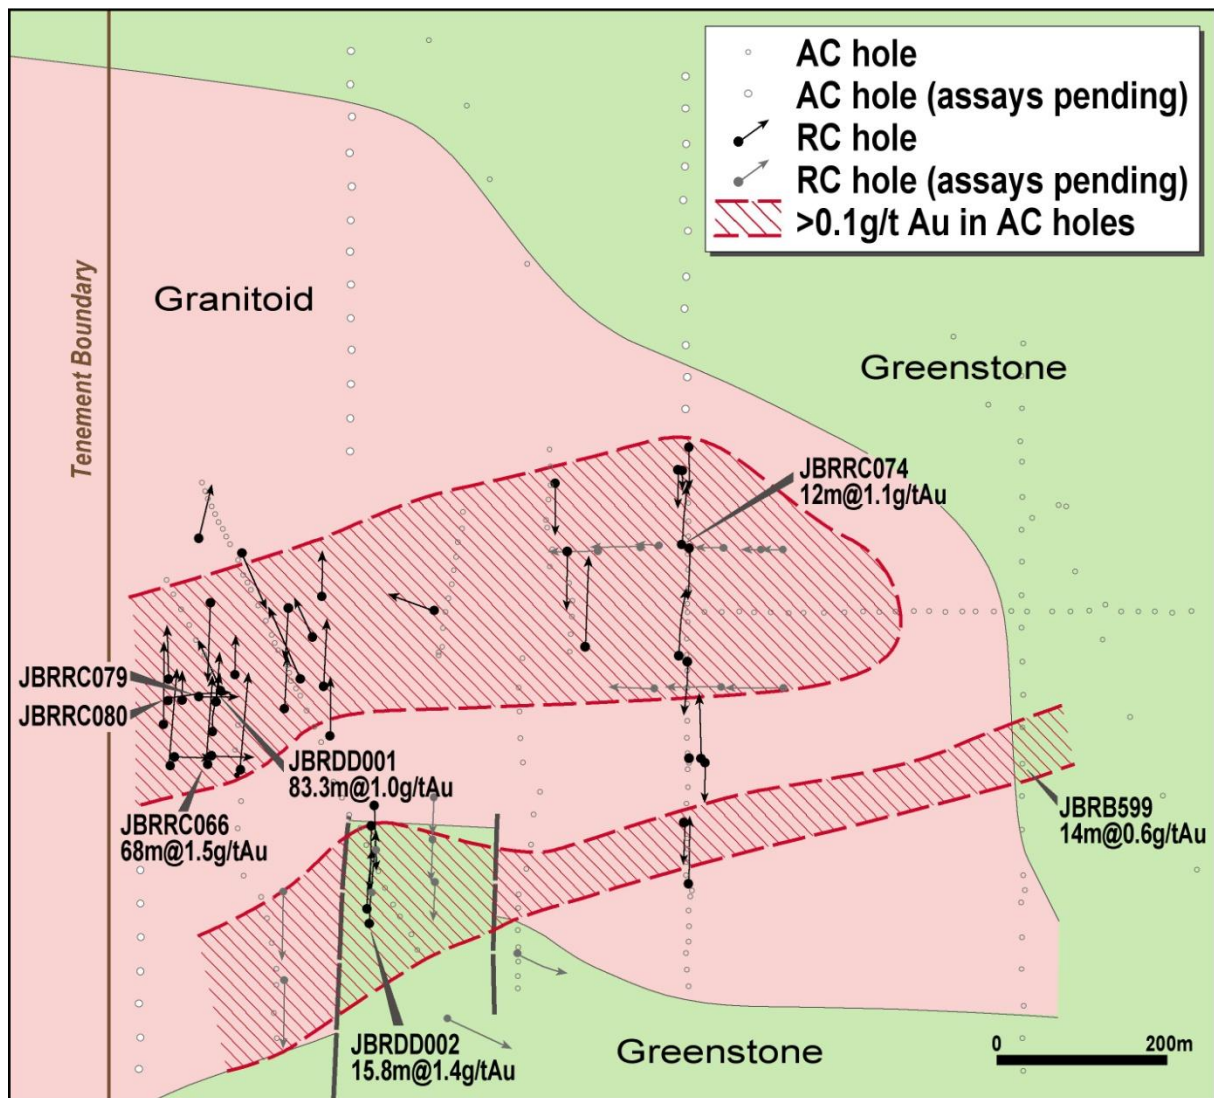 AC hole
AC hole (assays pending)
RC hole
RC hole (assays pending)
>0.1g/t Au in AC holes
Tenement Boundary
Granitoid
Greenstone
JBRRC074
12m@1.1g/tAu
JBRRC079
JBRRC080
JBRDD001
83.3m@1.0g/tAu
JBRRC066
68m@1.5g/tAu
JBRB599
14m@0.6g/tAu
JBRDD002
15.8m@1.4g/tAu
Greenstone
0 200m